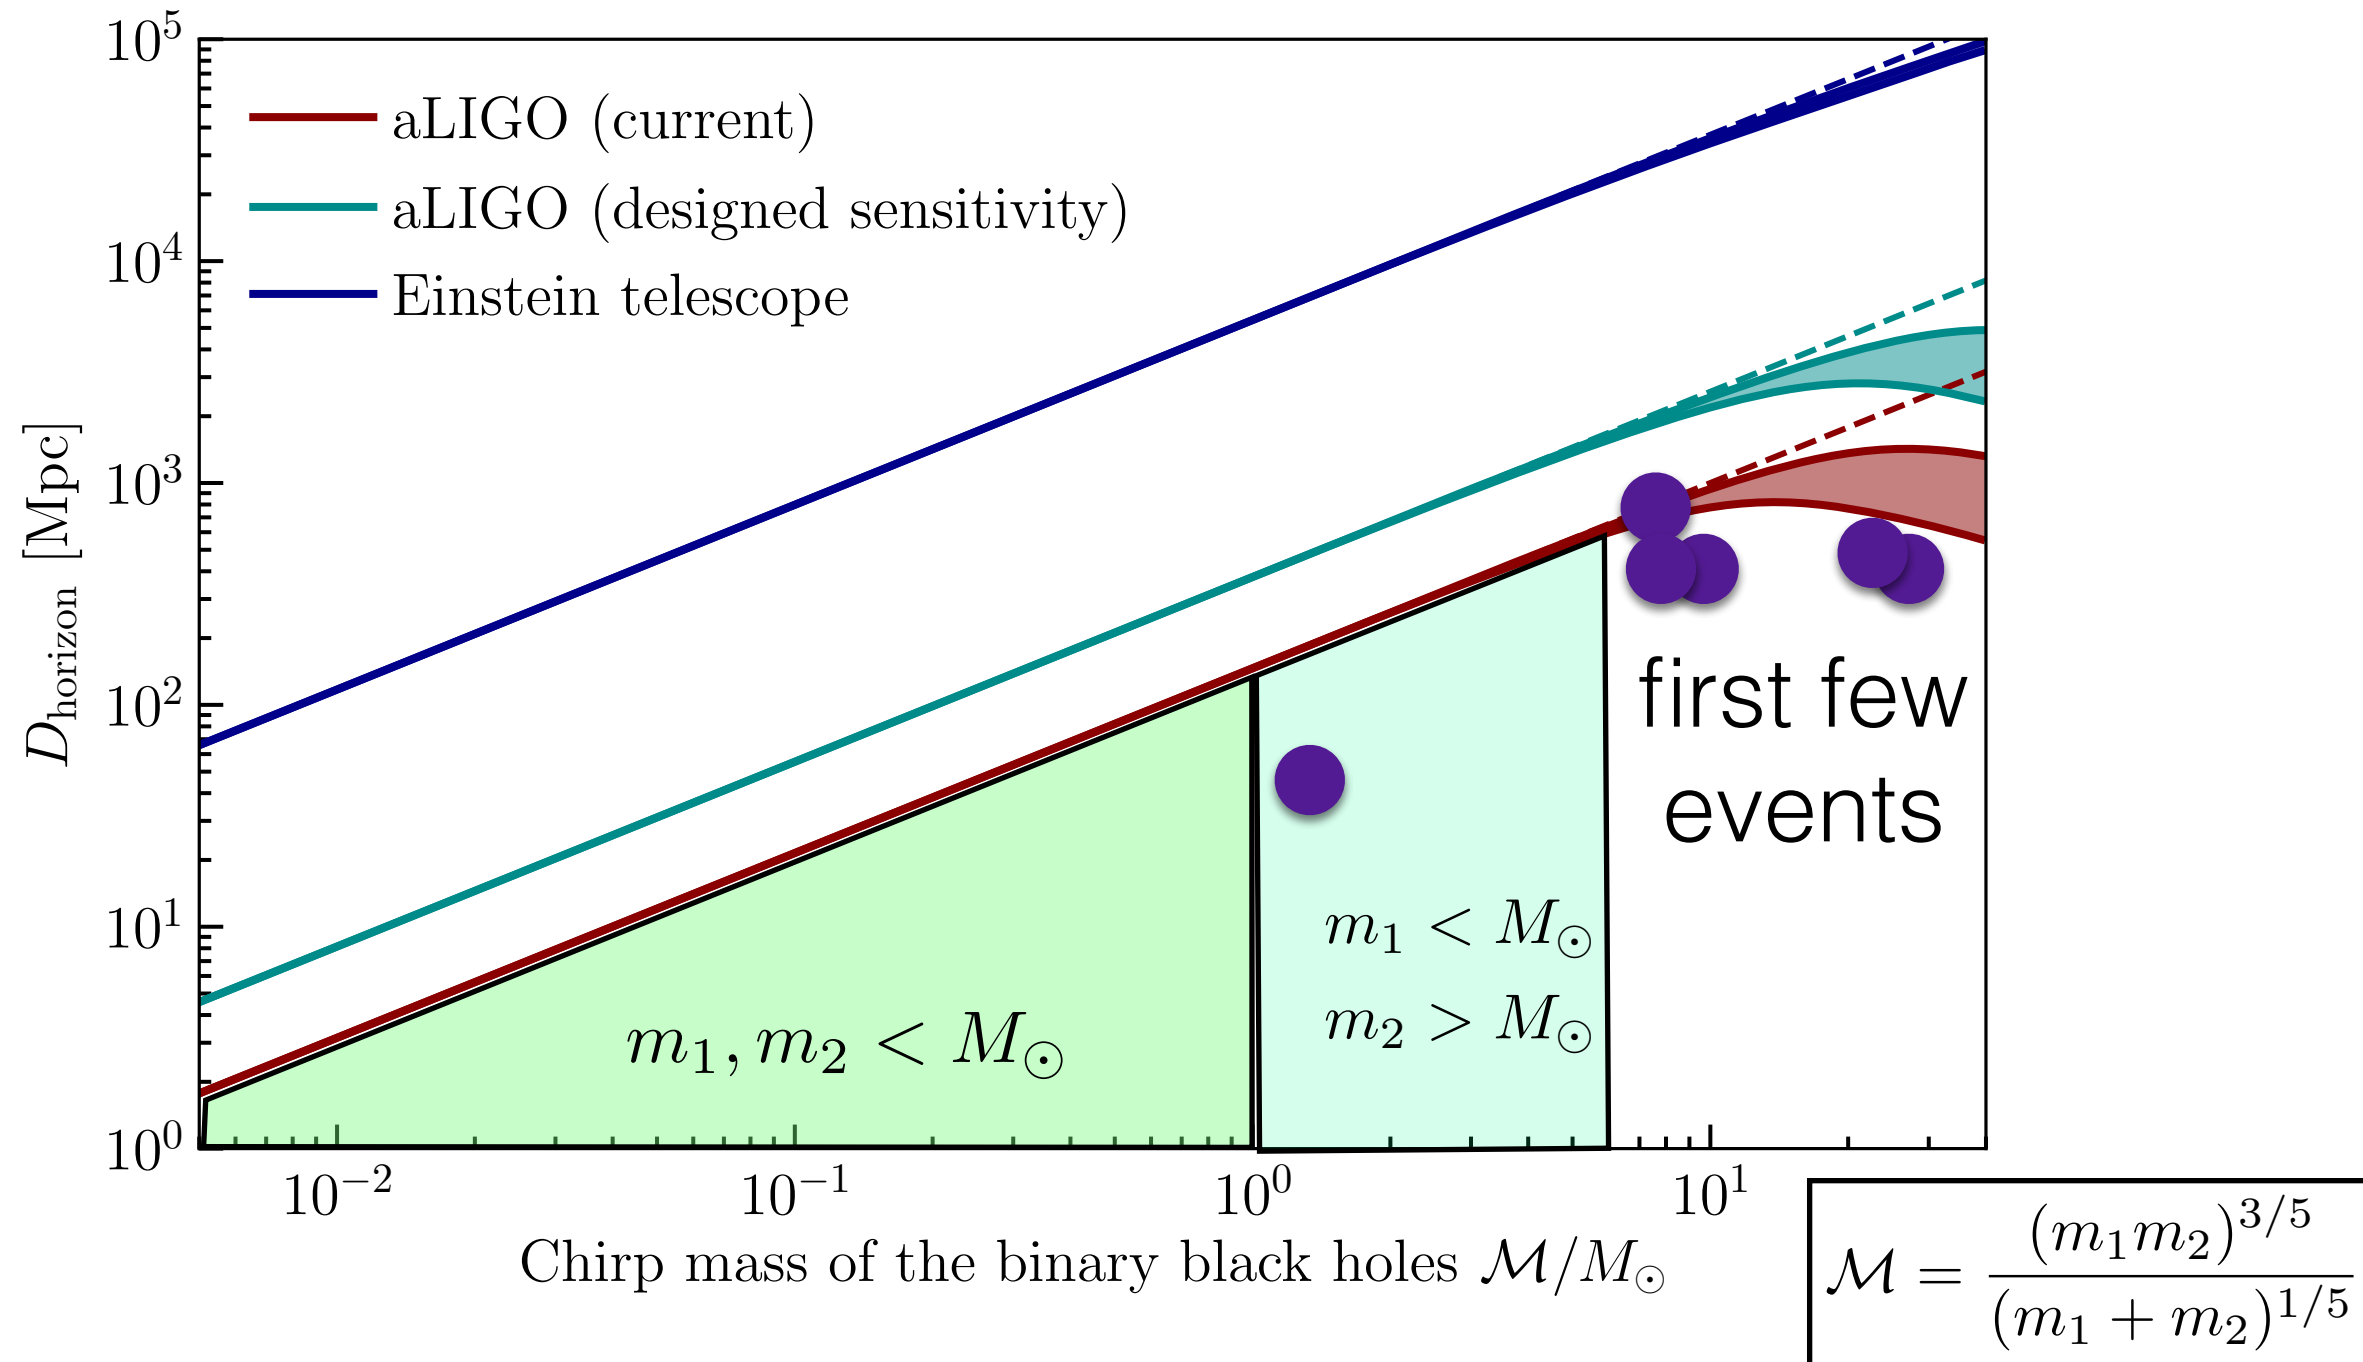 10^5
10^4
10^3
10^2
10^1
10^0
D_horizon [Mpc]
aLIGO (current)
aLIGO (designed sensitivity)
Einstein telescope
first few
events
m_1 < M_⊙
m_2 > M_⊙
m_1, m_2 < M_⊙
10^−2
10^−1
10^0
10^1
Chirp mass of the binary black holes ℳ/M_⊙
ℳ = (m_1 m_2)^{3/5} / (m_1 + m_2)^{1/5}